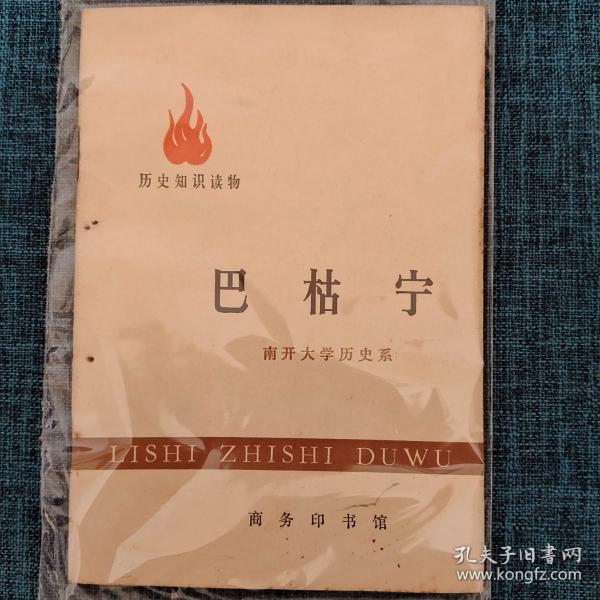 历史知识读物
巴枯宁
南开大学历史系
LISHI ZHISHI DUWU
商务印书馆
孔夫子旧书网
www.kongfz.com